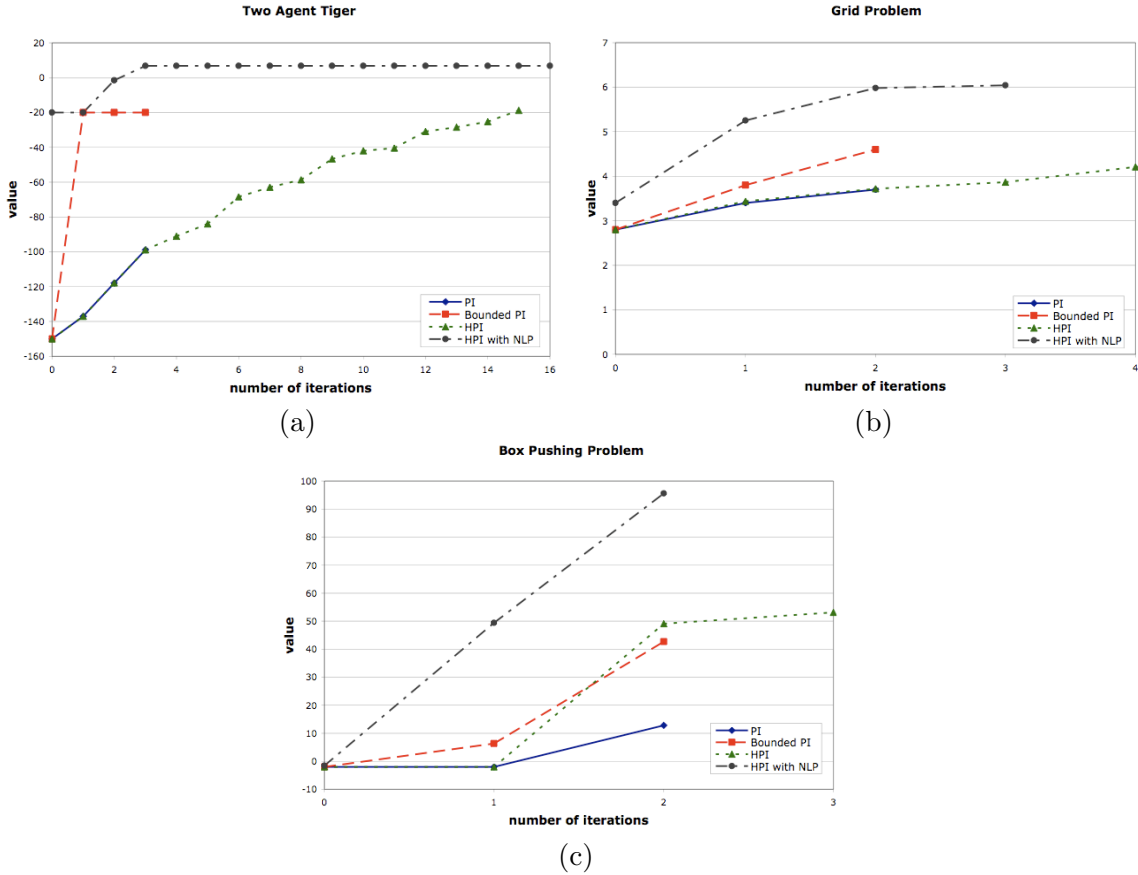 Two Agent Tiger
value
20
0
-20
-40
-60
-80
-100
-120
-140
-160
0 2 4 6 8 10 12 14 16
number of iterations
PI
Bounded PI
HPI
HPI with NLP
(a)
Grid Problem
value
7
6
5
4
3
2
1
0
0 1 2 3 4
number of iterations
PI
Bounded PI
HPI
HPI with NLP
(b)
Box Pushing Problem
value
100
90
80
70
60
50
40
30
20
10
0
-10
0 1 2 3
number of iterations
PI
Bounded PI
HPI
HPI with NLP
(c)